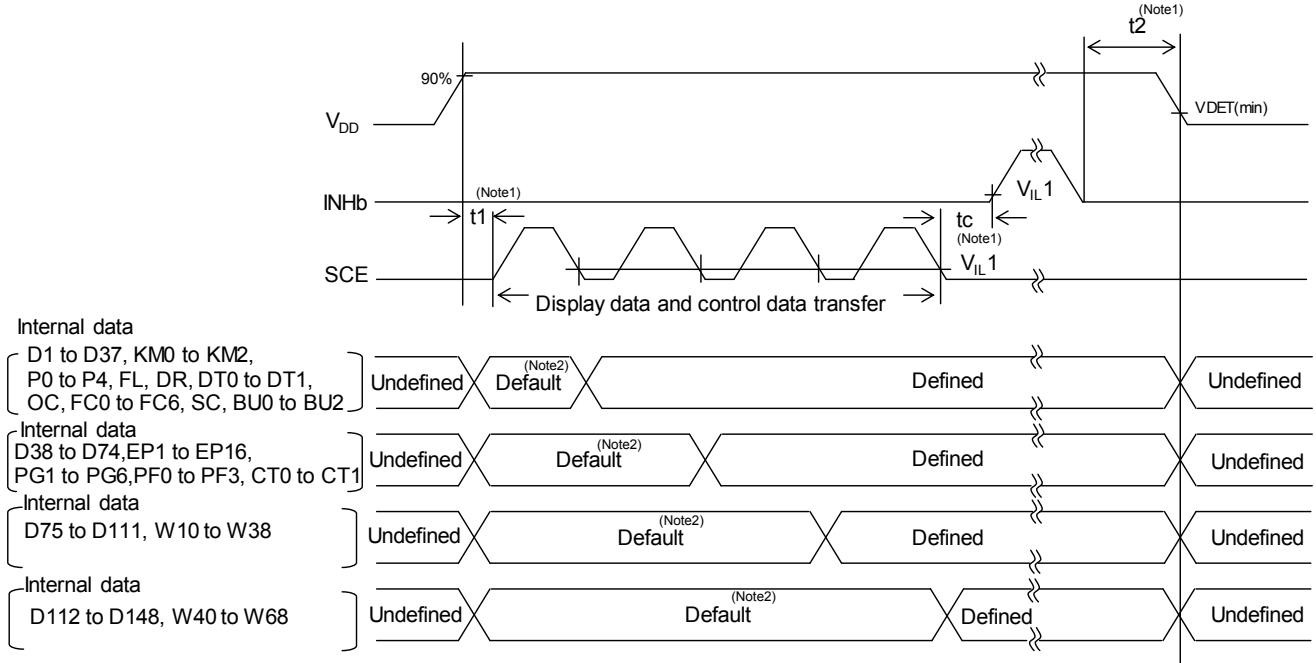 (Note1)
t2
90%
VDET(min)
VDD
INHb
VIL1
(Note1)
t1
tc
(Note1)
VIL1
SCE
Display data and control data transfer
Internal data
D1 to D37, KM0 to KM2,
P0 to P4, FL, DR, DT0 to DT1,
OC, FC0 to FC6, SC, BU0 to BU2
Undefined
(Note2)
Default
Defined
Undefined
Internal data
D38 to D74,EP1 to EP16,
PG1 to PG6,PF0 to PF3, CT0 to CT1
Undefined
(Note2)
Default
Defined
Undefined
Internal data
D75 to D111, W10 to W38
Undefined
(Note2)
Default
Defined
Undefined
Internal data
D112 to D148, W40 to W68
Undefined
(Note2)
Default
Defined
Undefined